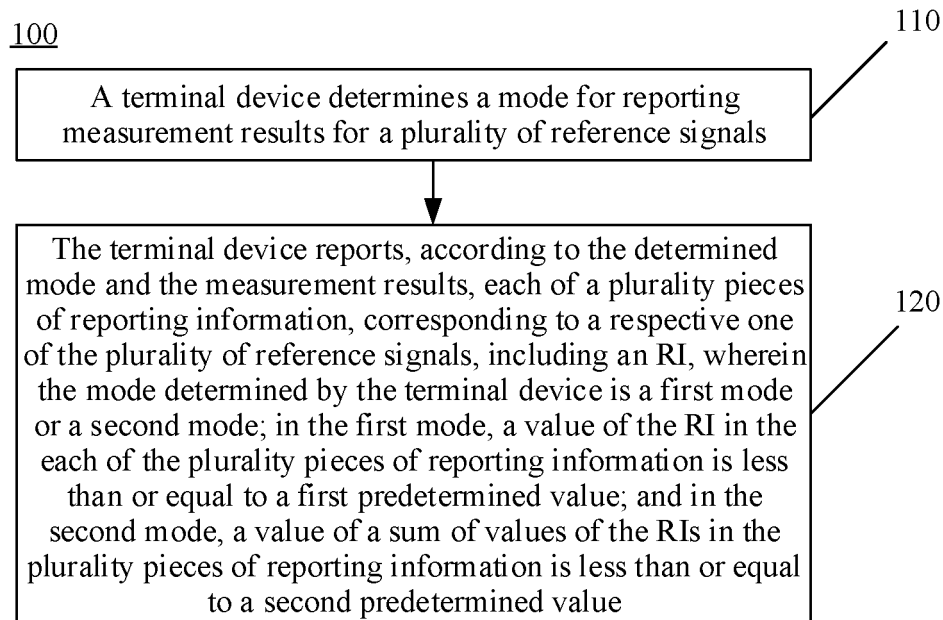 100
110
A terminal device determines a mode for reporting
measurement results for a plurality of reference signals
The terminal device reports, according to the determined
mode and the measurement results, each of a plurality pieces
of reporting information, corresponding to a respective one
of the plurality of reference signals, including an RI, wherein
the mode determined by the terminal device is a first mode
or a second mode; in the first mode, a value of the RI in the
each of the plurality pieces of reporting information is less
than or equal to a first predetermined value; and in the
second mode, a value of a sum of values of the RIs in the
plurality pieces of reporting information is less than or equal
to a second predetermined value
120